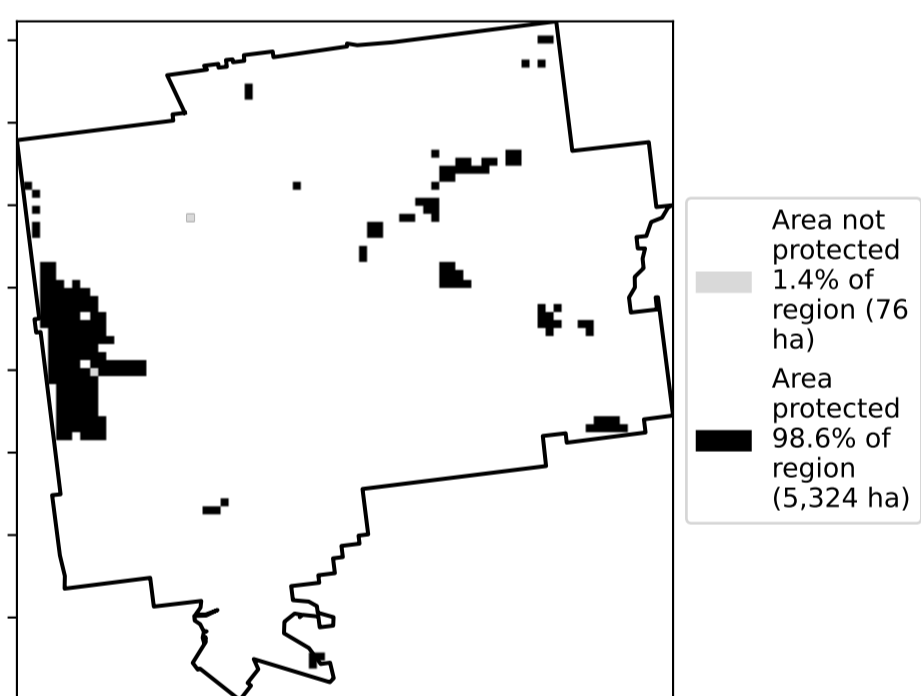 Area not
protected
1.4% of
region (76
ha)
Area
protected
98.6% of
region
(5,324 ha)